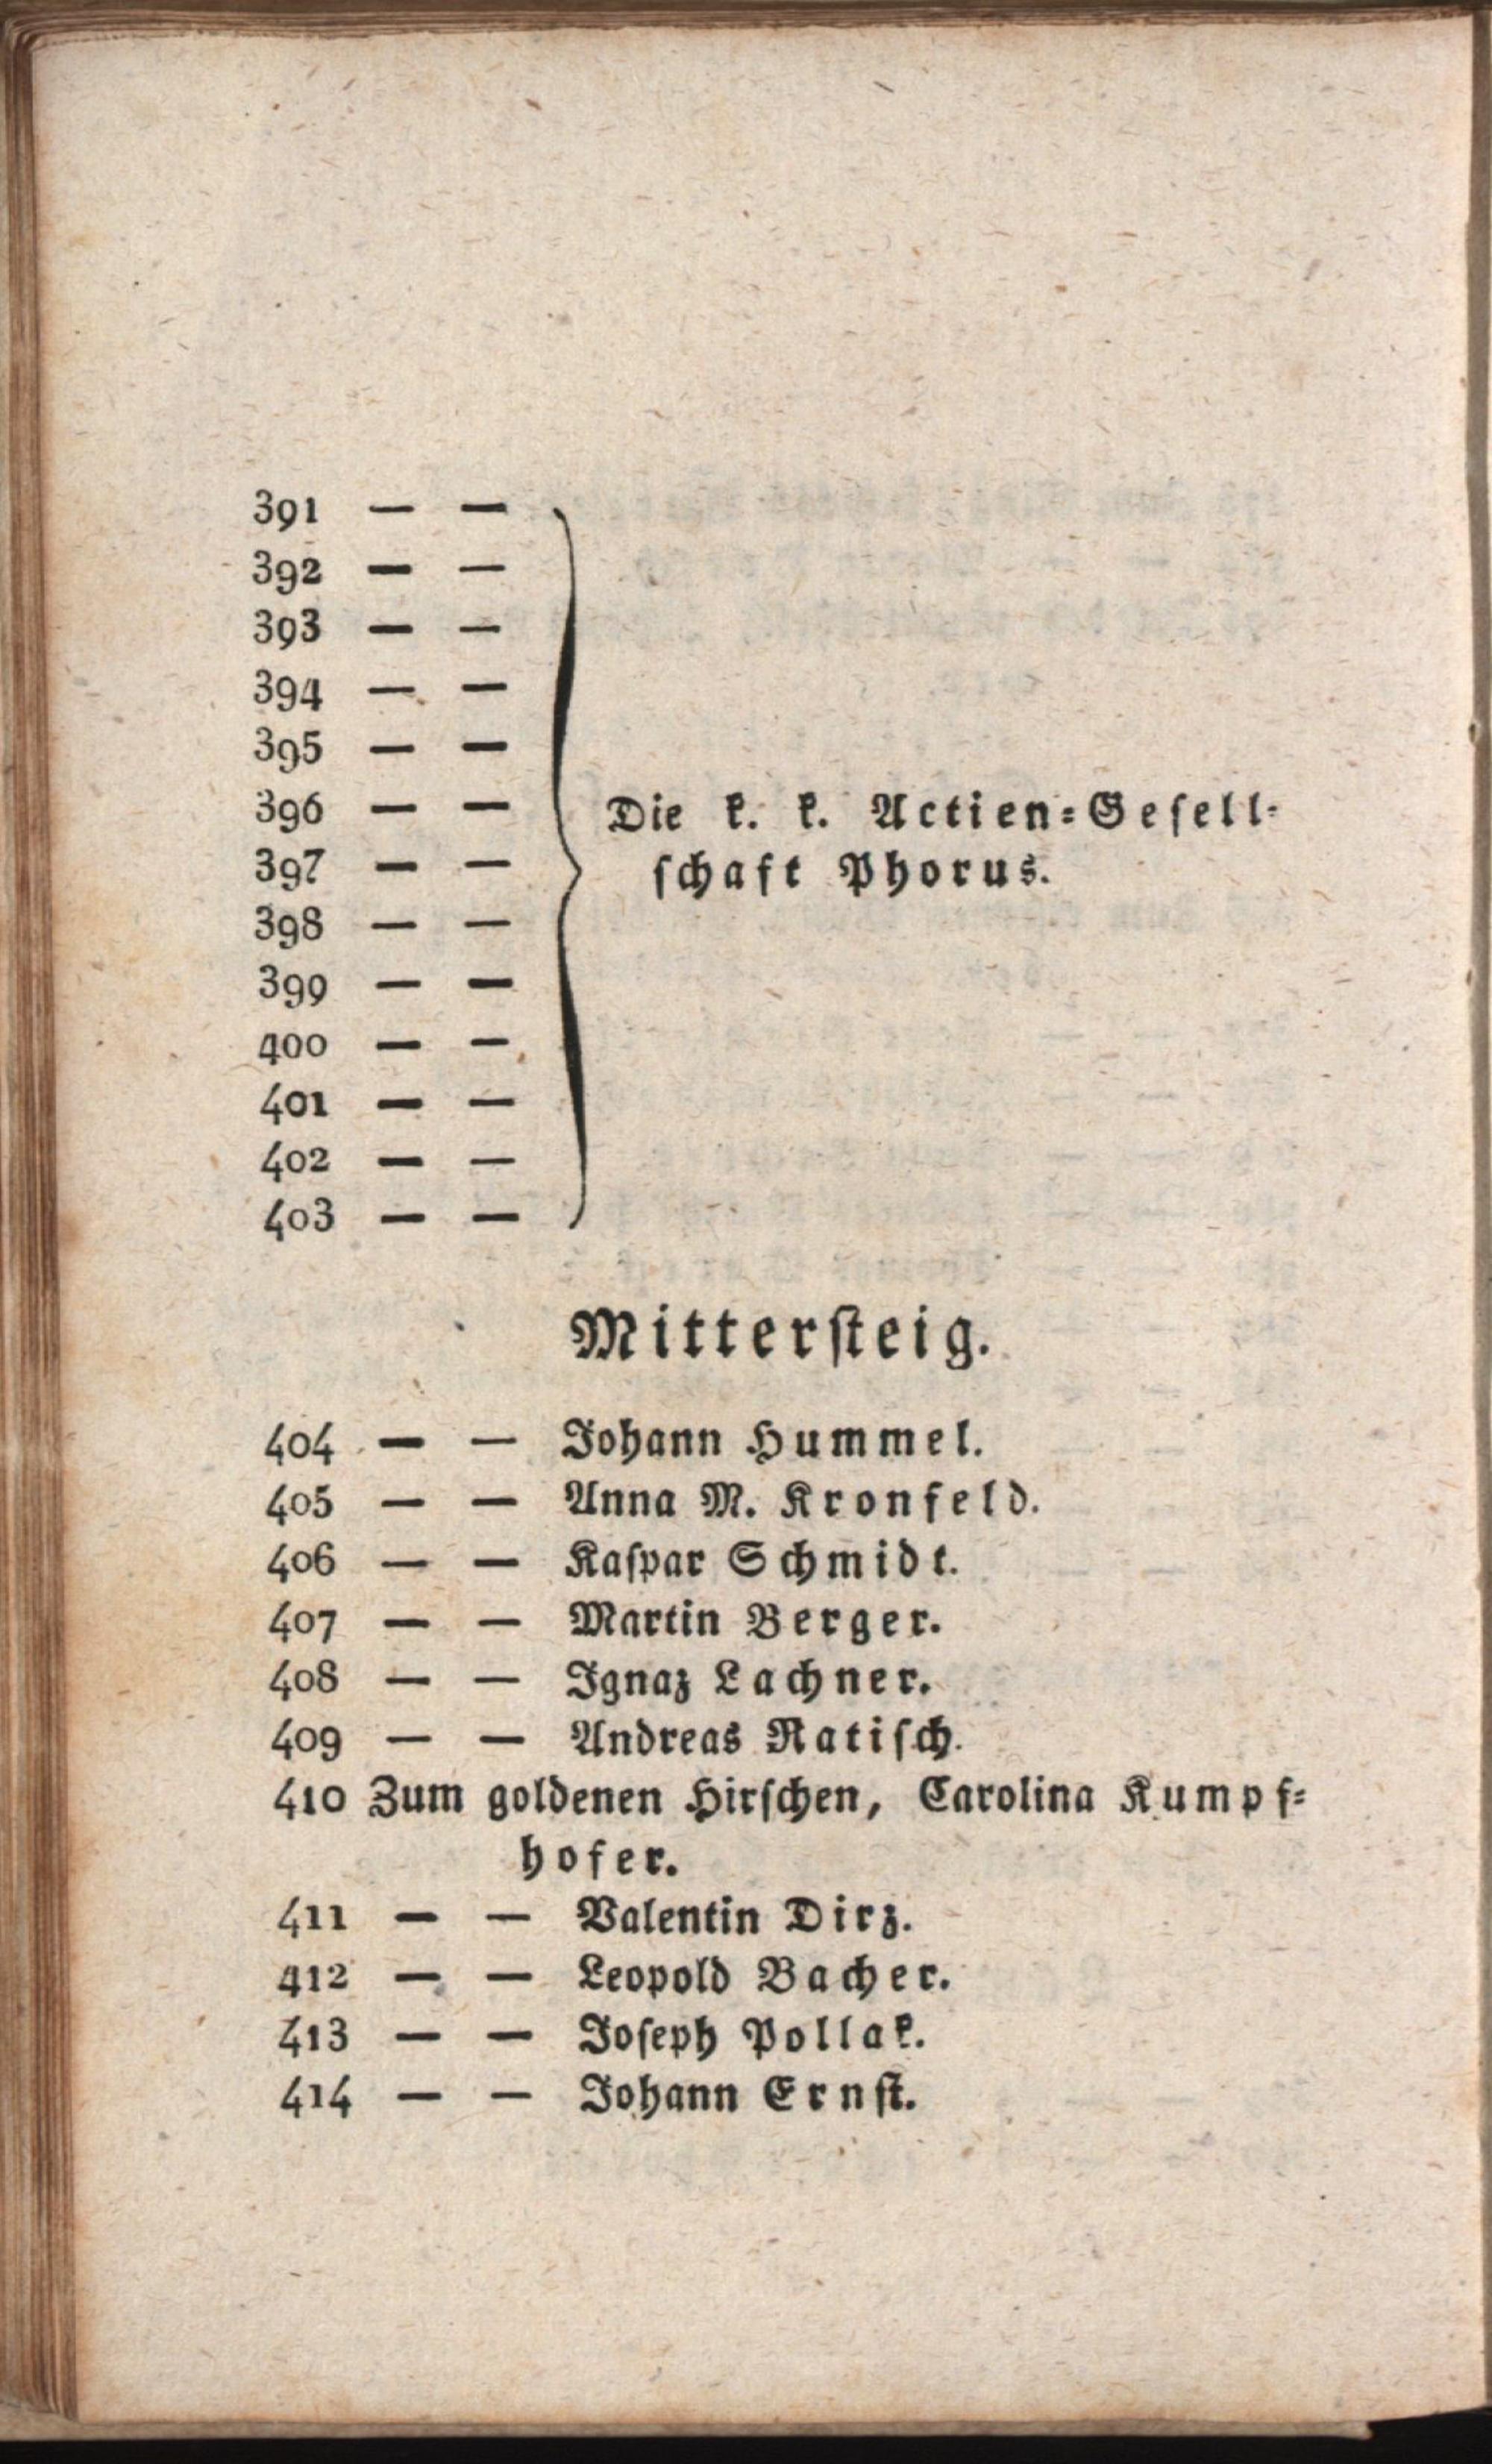 391 — —
392 — —
393 — —
394 — —
395 — —
396 — — Die k. k. Actien=Geſell-
397 — — ſchaft Phorus.
398 — —
399 — —
400 — —
401 — —
402 — —
403 — —
Mitterſteig.
404 — — Johann Hummel.
405 — — Anna M. Kronfeld.
406 — — Kaſpar Schmidt.
407 — — Martin Berger.
408 — — Ignaz Lachner.
409 — — Andreas Ratiſch.
410 Zum goldenen Hirſchen, Carolina Kumpf=
hofer.
411 — — Valentin Dirz.
412 — — Leopold Bacher.
413 — — Joſeph Pollak.
414 — — Johann Ernſt.